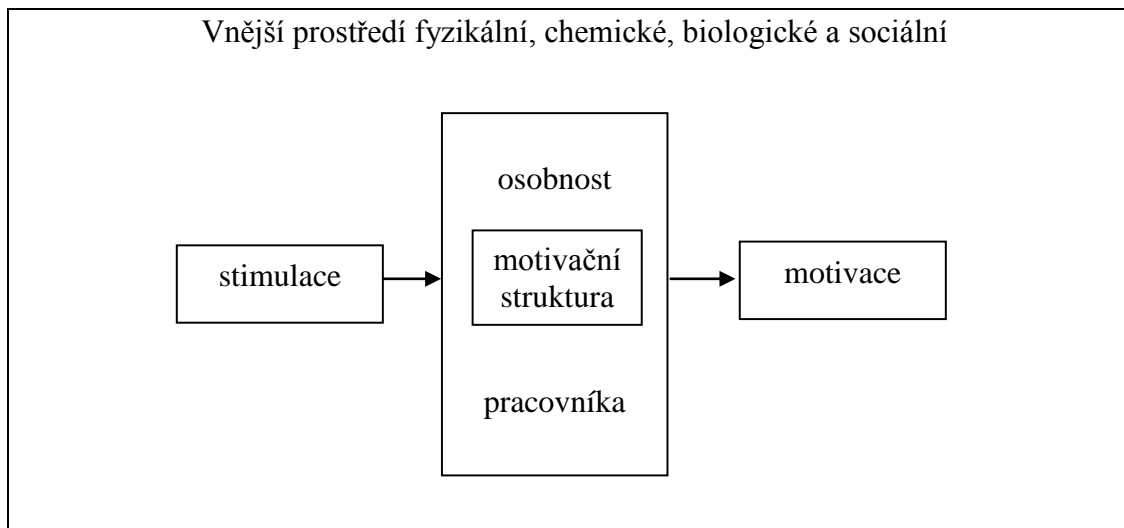 Vnější prostředí fyzikální, chemické, biologické a sociální
osobnost
stimulace
motivační
struktura
motivace
pracovníka